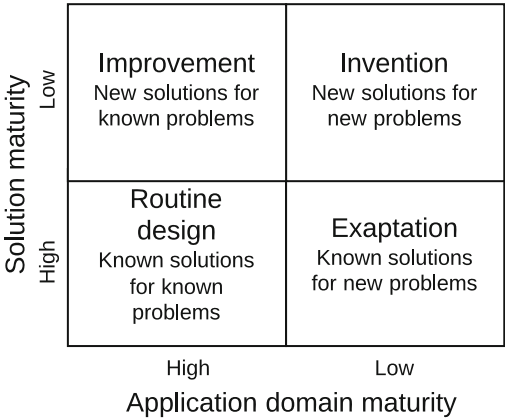 Solution maturity
Low
High
Improvement
New solutions for
known problems
Invention
New solutions for
new problems
Routine
design
Known solutions
for known
problems
Exaptation
Known solutions
for new problems
High
Low
Application domain maturity